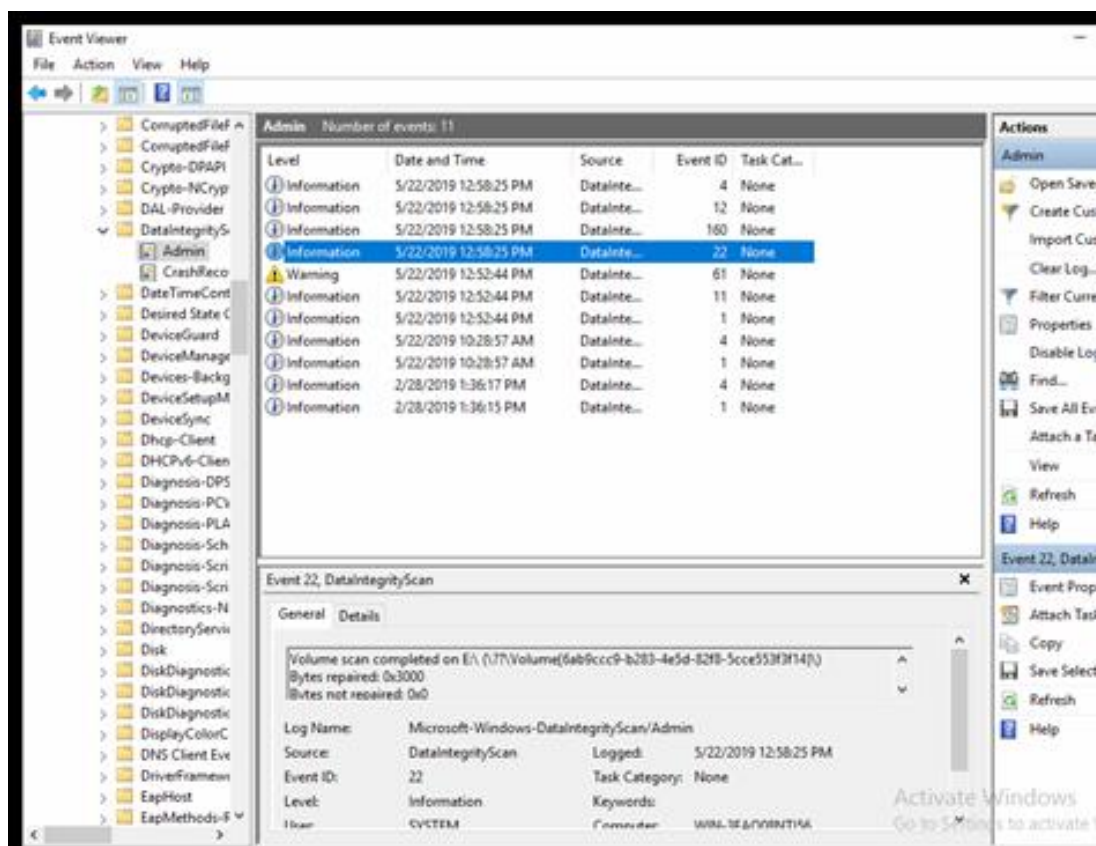 Event Viewer
File Action View Help
CorruptedFileF
CorruptedFileF
Crypto-DPAPI
Crypto-NCryp
DAL-Provider
DataIntegrityS
Admin
CrashReco
DateTimeCont
Desired State C
DeviceGuard
DeviceManage
Devices-Backg
DeviceSetupM
DeviceSync
Dhcp-Client
DHCPv6-Clien
Diagnosis-DPS
Diagnosis-PCW
Diagnosis-PLA
Diagnosis-Sch
Diagnosis-Scri
Diagnosis-Scri
Diagnostics-N
DirectoryServi
Disk
DiskDiagnostic
DiskDiagnostic
DiskDiagnostic
DisplayColorC
DNS Client Eve
DriverFramew
EapHost
EapMethods-F
Admin Number of events: 11
Level Date and Time Source Event ID Task Cat...
Information 5/22/2019 12:58:25 PM DataInte... 4 None
Information 5/22/2019 12:58:25 PM DataInte... 12 None
Information 5/22/2019 12:58:25 PM DataInte... 160 None
Information 5/22/2019 12:58:25 PM DataInte... 22 None
Warning 5/22/2019 12:52:44 PM DataInte... 61 None
Information 5/22/2019 12:52:44 PM DataInte... 11 None
Information 5/22/2019 12:52:44 PM DataInte... 1 None
Information 5/22/2019 10:28:57 AM DataInte... 4 None
Information 5/22/2019 10:28:57 AM DataInte... 1 None
Information 2/28/2019 1:36:17 PM DataInte... 4 None
Information 2/28/2019 1:36:15 PM DataInte... 1 None
Event 22, DataIntegrityScan
General Details
Volume scan completed on E:\ (\??\Volume{6ab9ccc9-b283-4e5d-82f8-5cce553f3f14}\)
Bytes repaired: 0x3000
Bytes not repaired: 0x0
Log Name: Microsoft-Windows-DataIntegrityScan/Admin
Source: DataIntegrityScan Logged: 5/22/2019 12:58:25 PM
Event ID: 22 Task Category: None
Level: Information Keywords:
User: SYSTEM Computer:
Actions
Admin
Open Save
Create Cus
Import Cus
Clear Log...
Filter Curre
Properties
Disable Log
Find...
Save All Ev
Attach a Ta
View
Refresh
Help
Event 22, DataIn
Event Prop
Attach Task
Copy
Save Select
Refresh
Help
Activate Windows
Go to Settings to activate